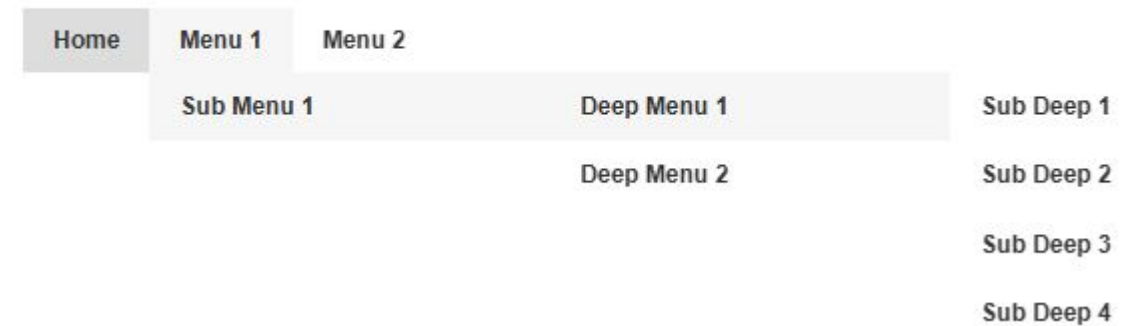 Home Menu 1 Menu 2
Sub Menu 1 Deep Menu 1 Sub Deep 1
Deep Menu 2 Sub Deep 2
Sub Deep 3
Sub Deep 4